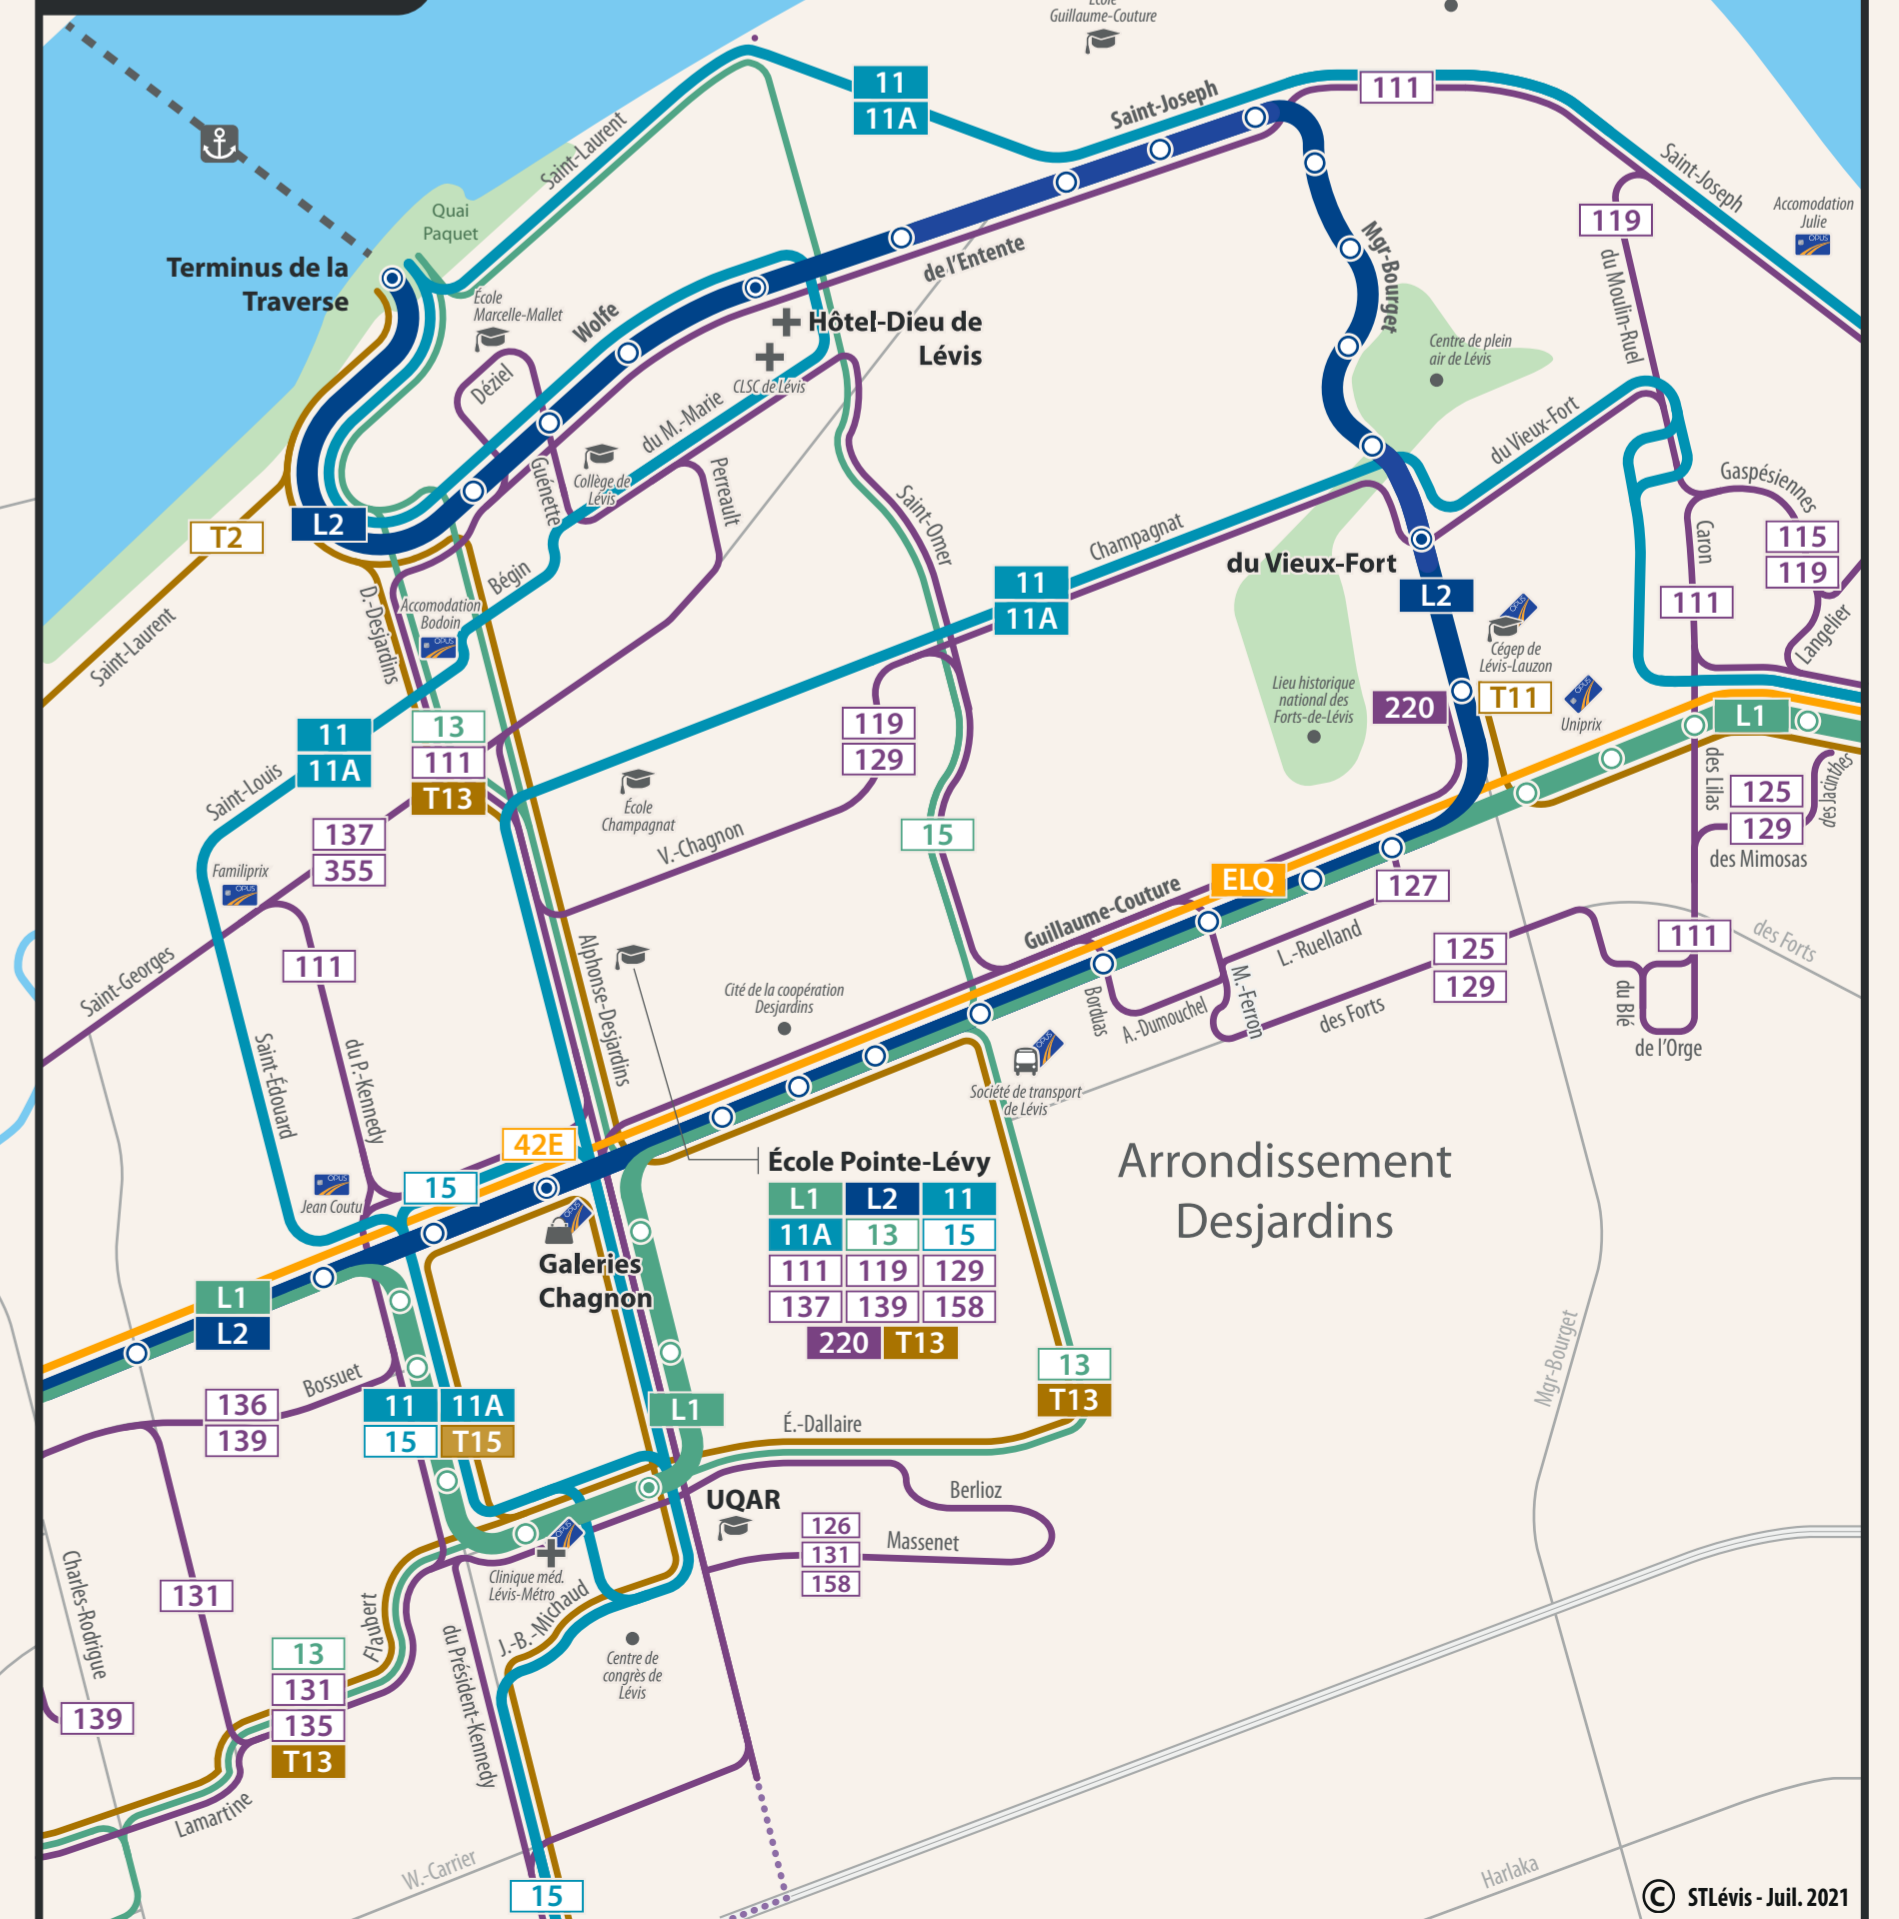 École
Guillaume-Couture
11
11A
Saint-Joseph
111
Saint-Laurent
Saint-Joseph
Accomodation
Julie
OPUS
119
Quai
Paquet
Terminus de la
Traverse
École
Marcelle-Mallet
Wolfe
de l'Entente
Mgr-Bourget
du Moulin-Ruel
Hôtel-Dieu de
Lévis
CLSC de Lévis
Centre de plein
air de Lévis
Déziel
du M.-Marie
du Vieux-Fort
Guénette
Collège de
Lévis
Perreault
Saint-Omer
Gaspésiennes
T2
L2
Champagnat
du Vieux-Fort
Caron
115
119
Bégin
11
11A
L2
111
Langelier
D.-Desjardins
Accomodation
Bodoin
OPUS
Saint-Laurent
Cégep de
Lévis-Lauzon
Lieu historique
national des
Forts-de-Lévis
220
T11
Uniprix
L1
13
111
T13
11
11A
119
129
Saint-Louis
École
Champagnat
des Lilas
125
129
des Jacinthes
des Mimosas
137
355
V.-Chagnon
15
Familiprix
OPUS
ELQ
127
Guillaume-Couture
111
Saint-Georges
Alphonse-Desjardins
L.-Ruelland
125
129
111
des Forts
Cité de la coopération
Desjardins
Borduas
A.-Dumouchel
M.-Ferron
des Forts
du Blé
de l'Orge
Saint-Édouard
du P.-Kennedy
Société de transport
de Lévis
42E
15
OPUS
Jean Coutu
École Pointe-Lévy
L1
L2
11
11A
13
15
111
119
129
137
139
158
220
T13
Arrondissement
Desjardins
OPUS
Galeries
Chagnon
L1
L2
Bossuet
136
139
11
11A
15
T15
L1
13
T13
É.-Dallaire
Mgr-Bourget
UQAR
Berlioz
126
131
158
Massenet
OPUS
Clinique méd.
Lévis-Métro
J.-B.-Michaud
Charles-Rodrigue
131
Flaubert
du Président-Kennedy
Centre de
congrès de
Lévis
13
131
135
T13
139
Lamartine
W.-Carrier
15
Harlaka
© STLévis - Juil. 2021